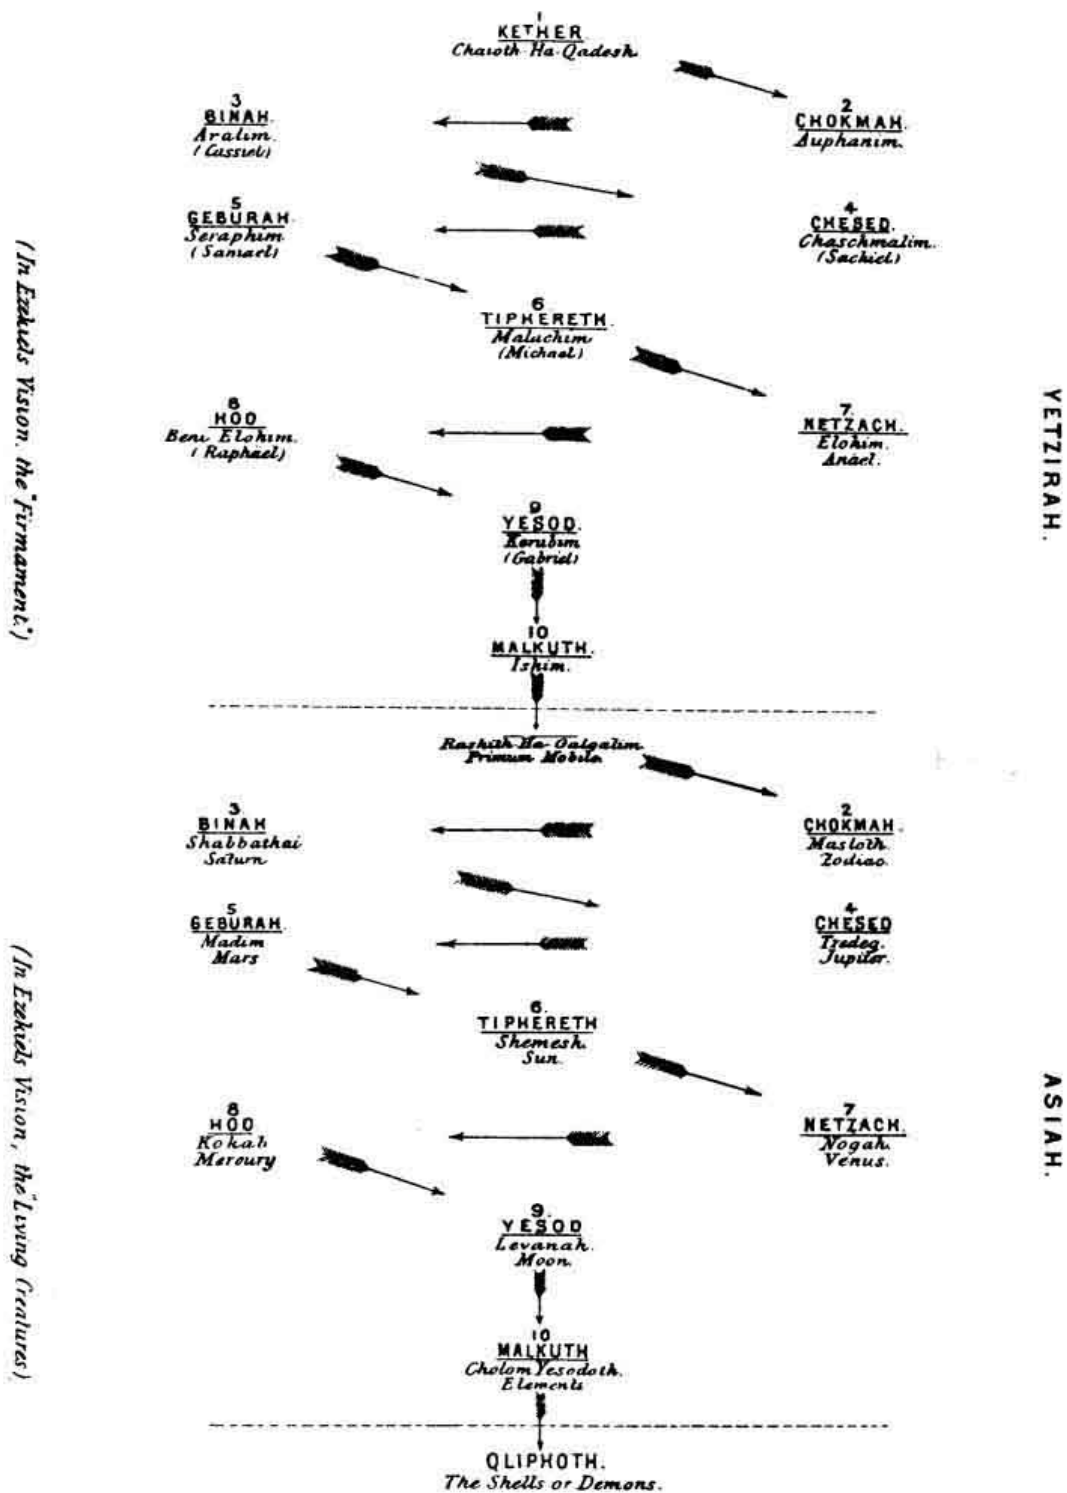 1
KETHER
Chaioth Ha Qadesh.
3
BINAH.
Aralim.
(Cassiel)
2
CHOKMAH.
Auphanim.
5
GEBURAH.
Seraphim.
(Samael)
4
CHESED.
Chaschmalim.
(Sachiel)
6
TIPHERETH.
Malachim
(Michael)
8
HOD
Beni Elohim.
(Raphael)
7.
NETZACH.
Elohim.
Anael.
9
YESOD.
Kerubim
(Gabriel)
10
MALKUTH.
Ishim.
(In Ezekiels Vision. the "Firmament.")
YETZIRAH.
Rashith Ha Galgalim.
Primum Mobile.
3
BINAH
Shabbathai
Saturn
2
CHOKMAH.
Masloth.
Zodiac.
5
GEBURAH.
Madim
Mars
4
CHESED
Tzedeg.
Jupiter.
6.
TIPHERETH
Shemesh.
Sun.
8
HOD
Kokab
Mercury
7
NETZACH.
Nogah.
Venus.
9.
YESOD
Levanah.
Moon.
10
MALKUTH
Cholom Yesodoth.
Elements
(In Ezekiels Vision, the "Living Creatures)
ASIAH.
QLIPHOTH.
The Shells or Demons.